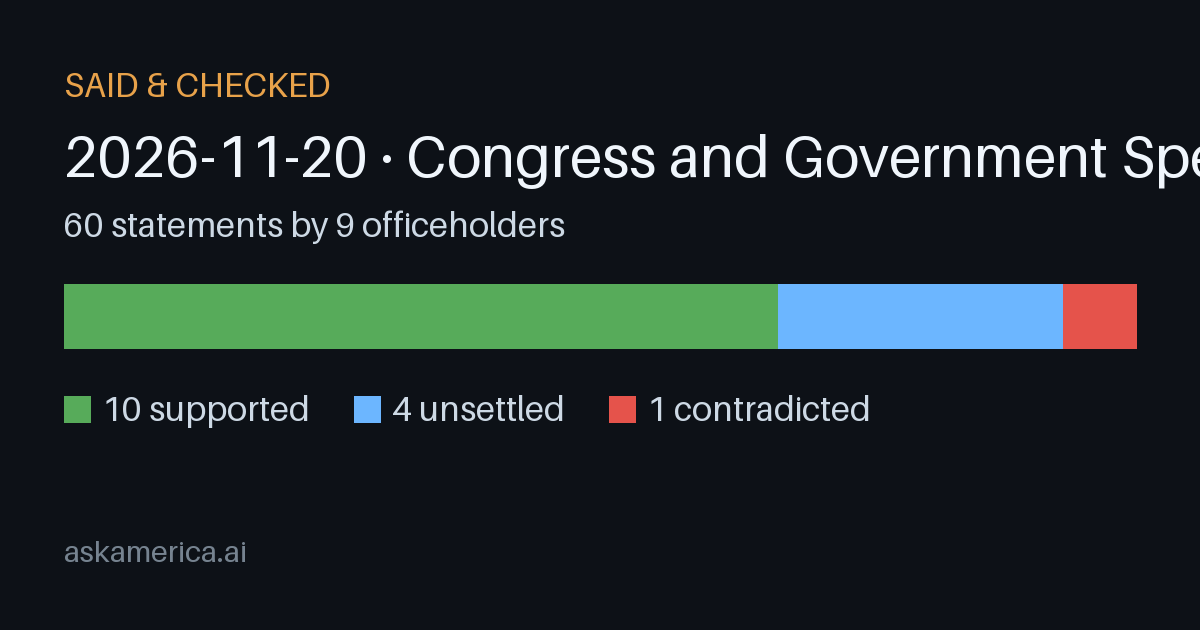 SAID & CHECKED
2026-11-20 · Congress and Government Spe
60 statements by 9 officeholders
10 supported
4 unsettled
1 contradicted
askamerica.ai